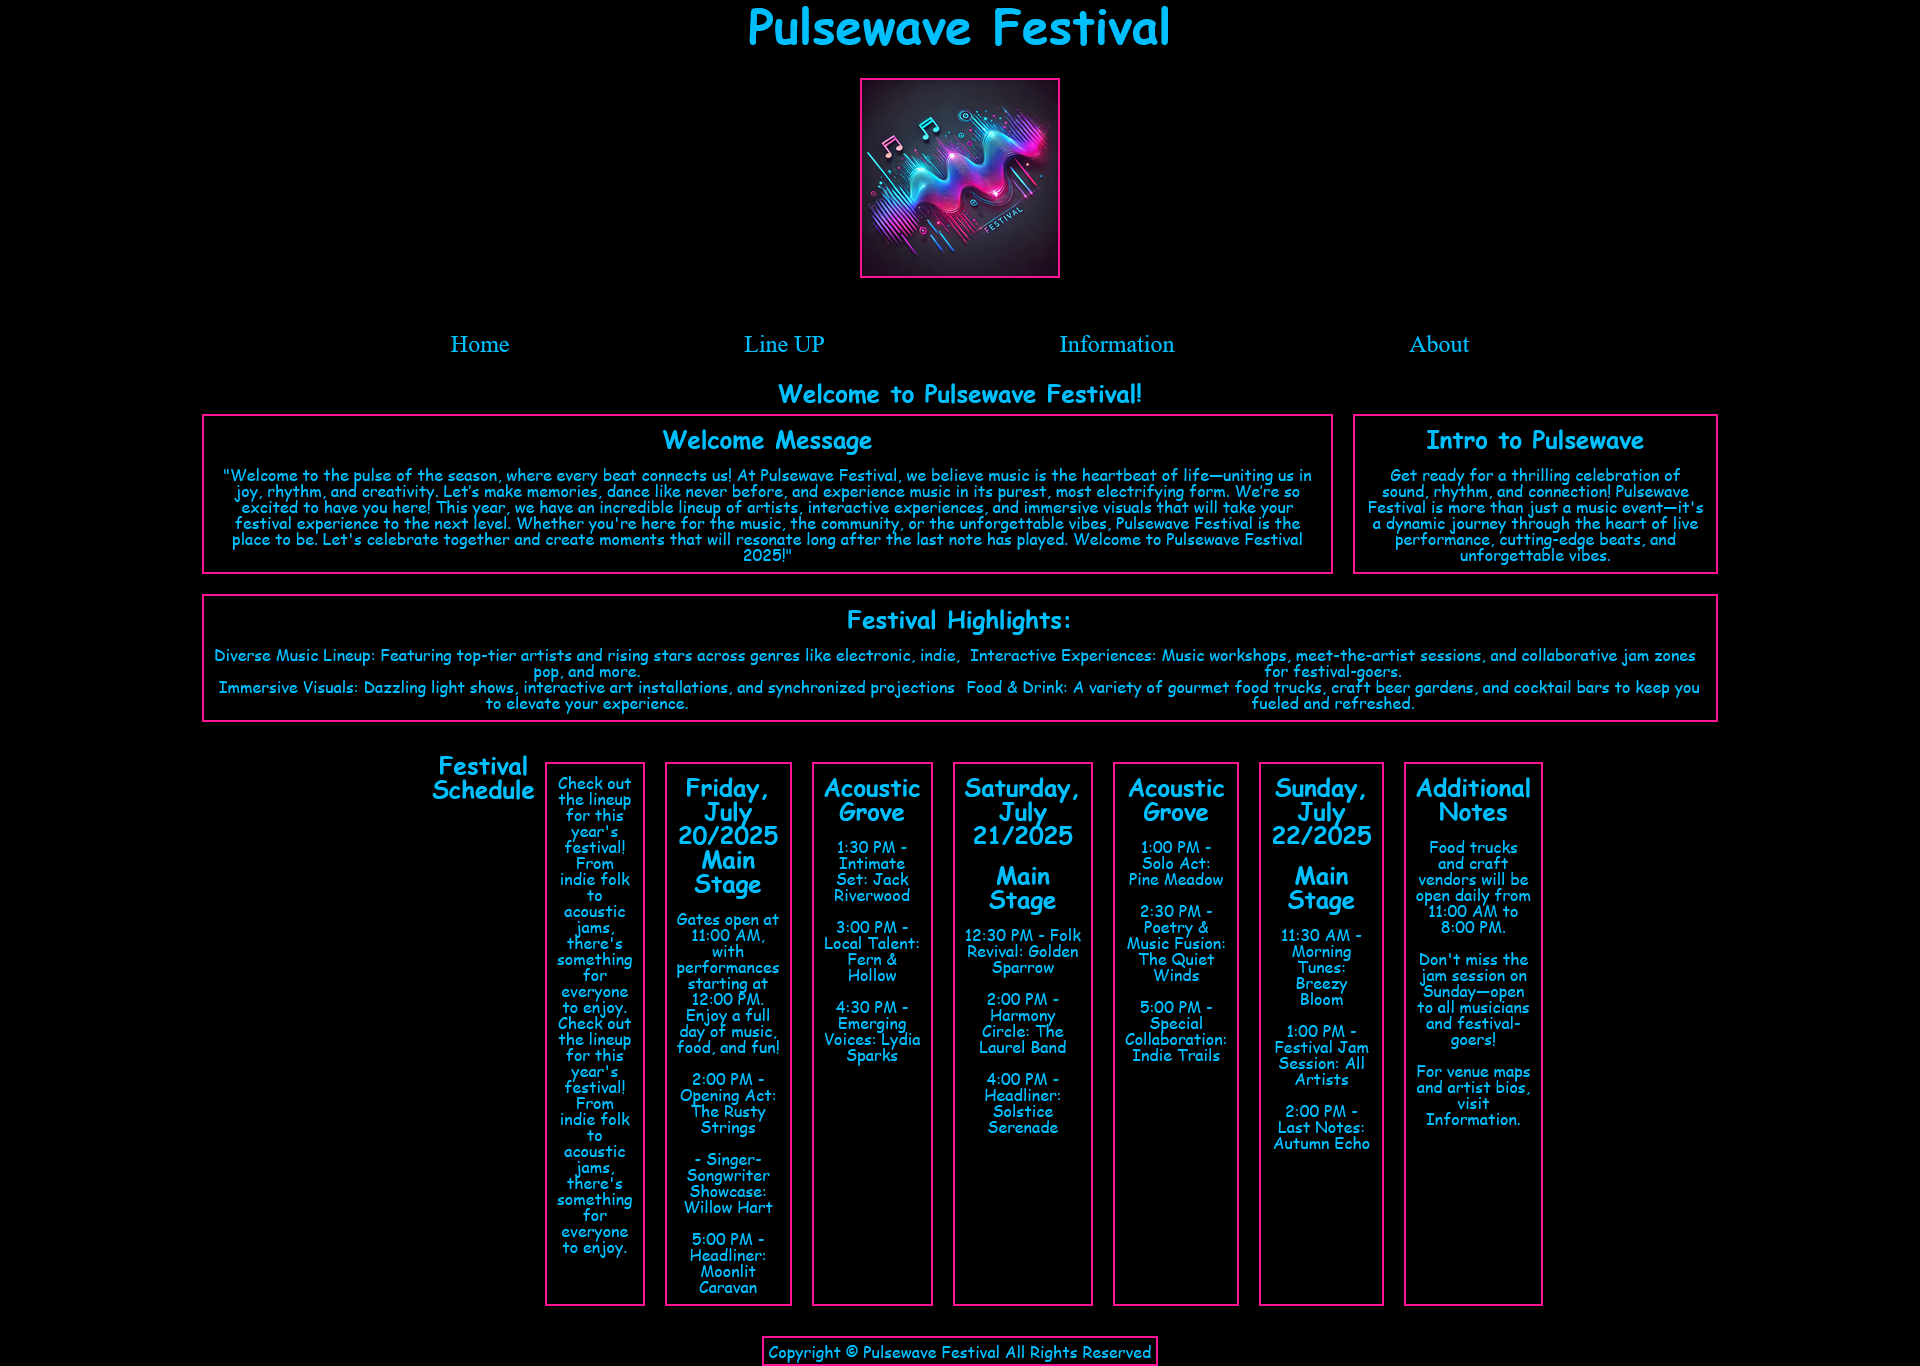 Pulsewave Festival
FESTIVAL
Home
Line UP
Information
About
Welcome to Pulsewave Festival!
Welcome Message
"Welcome to the pulse of the season, where every beat connects us! At Pulsewave Festival, we believe music is the heartbeat of life—uniting us in
joy, rhythm, and creativity. Let’s make memories, dance like never before, and experience music in its purest, most electrifying form. We’re so
excited to have you here! This year, we have an incredible lineup of artists, interactive experiences, and immersive visuals that will take your
festival experience to the next level. Whether you're here for the music, the community, or the unforgettable vibes, Pulsewave Festival is the
place to be. Let's celebrate together and create moments that will resonate long after the last note has played. Welcome to Pulsewave Festival
2025!"
Intro to Pulsewave
Get ready for a thrilling celebration of
sound, rhythm, and connection! Pulsewave
Festival is more than just a music event—it's
a dynamic journey through the heart of live
performance, cutting-edge beats, and
unforgettable vibes.
Festival Highlights:
Diverse Music Lineup: Featuring top-tier artists and rising stars across genres like electronic, indie,
pop, and more.
Interactive Experiences: Music workshops, meet-the-artist sessions, and collaborative jam zones
for festival-goers.
Immersive Visuals: Dazzling light shows, interactive art installations, and synchronized projections
to elevate your experience.
Food & Drink: A variety of gourmet food trucks, craft beer gardens, and cocktail bars to keep you
fueled and refreshed.
Festival
Schedule
Check out
the lineup
for this
year's
festival!
From
indie folk
to
acoustic
jams,
there's
something
for
everyone
to enjoy.
Check out
the lineup
for this
year's
festival!
From
indie folk
to
acoustic
jams,
there's
something
for
everyone
to enjoy.
Friday,
July
20/2025
Main
Stage
Gates open at
11:00 AM,
with
performances
starting at
12:00 PM.
Enjoy a full
day of music,
food, and fun!
2:00 PM -
Opening Act:
The Rusty
Strings
- Singer-
Songwriter
Showcase:
Willow Hart
5:00 PM -
Headliner:
Moonlit
Caravan
Acoustic
Grove
1:30 PM -
Intimate
Set: Jack
Riverwood
3:00 PM -
Local Talent:
Fern &
Hollow
4:30 PM -
Emerging
Voices: Lydia
Sparks
Saturday,
July
21/2025
Main
Stage
12:30 PM - Folk
Revival: Golden
Sparrow
2:00 PM -
Harmony
Circle: The
Laurel Band
4:00 PM -
Headliner:
Solstice
Serenade
Acoustic
Grove
1:00 PM -
Solo Act:
Pine Meadow
2:30 PM -
Poetry &
Music Fusion:
The Quiet
Winds
5:00 PM -
Special
Collaboration:
Indie Trails
Sunday,
July
22/2025
Main
Stage
11:30 AM -
Morning
Tunes:
Breezy
Bloom
1:00 PM -
Festival Jam
Session: All
Artists
2:00 PM -
Last Notes:
Autumn Echo
Additional
Notes
Food trucks
and craft
vendors will be
open daily from
11:00 AM to
8:00 PM.
Don't miss the
jam session on
Sunday—open
to all musicians
and festival-
goers!
For venue maps
and artist bios,
visit
Information.
Copyright © Pulsewave Festival All Rights Reserved